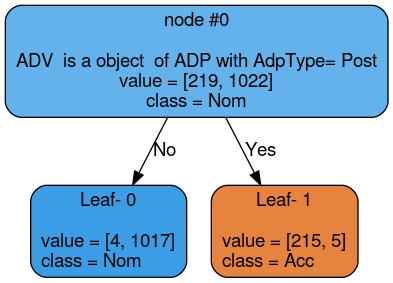 node #0
ADV  is a object  of ADP with AdpType= Post
value = [219, 1022]
class = Nom
No
Yes
Leaf- 0
value = [4, 1017]
class = Nom
Leaf- 1
value = [215, 5]
class = Acc